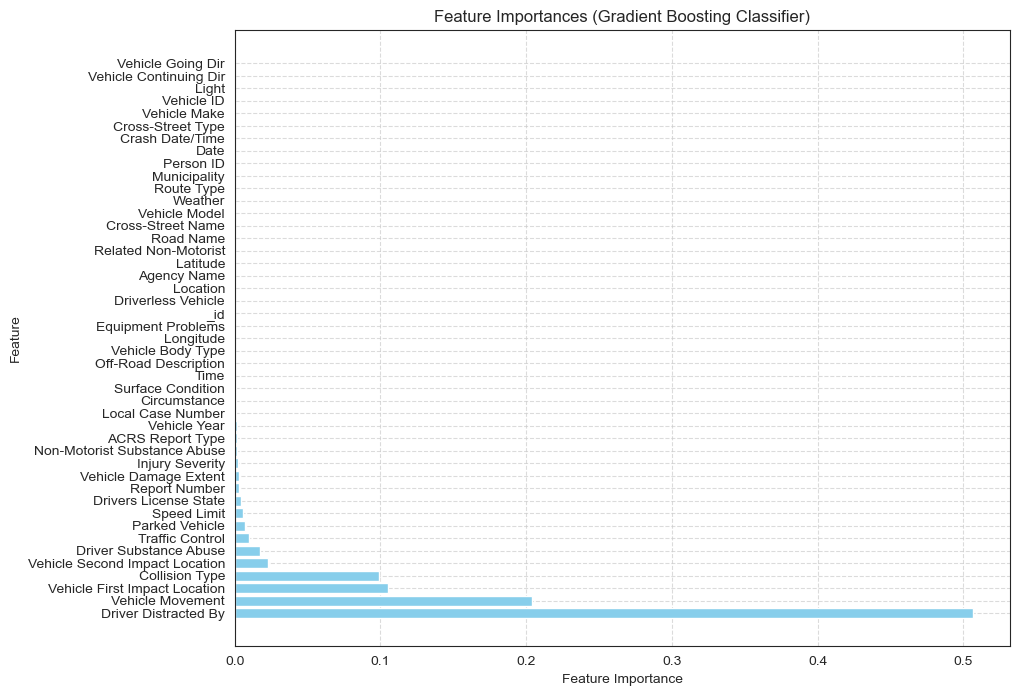 Feature Importances (Gradient Boosting Classifier)
Vehicle Going Dir
Vehicle Continuing Dir
Light
Vehicle ID
Vehicle Make
Cross-Street Type
Crash Date/Time
Date
Person ID
Municipality
Route Type
Weather
Vehicle Model
Cross-Street Name
Road Name
Related Non-Motorist
Latitude
Agency Name
Location
Driverless Vehicle
_id
Equipment Problems
Longitude
Vehicle Body Type
Off-Road Description
Time
Surface Condition
Circumstance
Local Case Number
Vehicle Year
ACRS Report Type
Non-Motorist Substance Abuse
Injury Severity
Vehicle Damage Extent
Report Number
Drivers License State
Speed Limit
Parked Vehicle
Traffic Control
Driver Substance Abuse
Vehicle Second Impact Location
Collision Type
Vehicle First Impact Location
Vehicle Movement
Driver Distracted By
Feature
0.0 0.1 0.2 0.3 0.4 0.5
Feature Importance